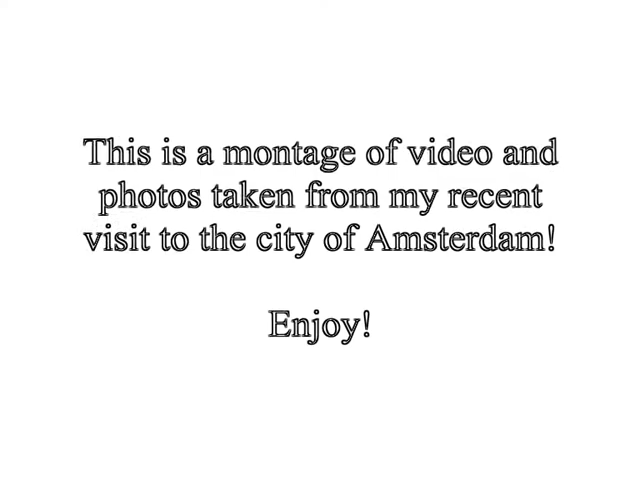 This is a montage of video and
photos taken from my recent
visit to the city of Amsterdam!
Enjoy!